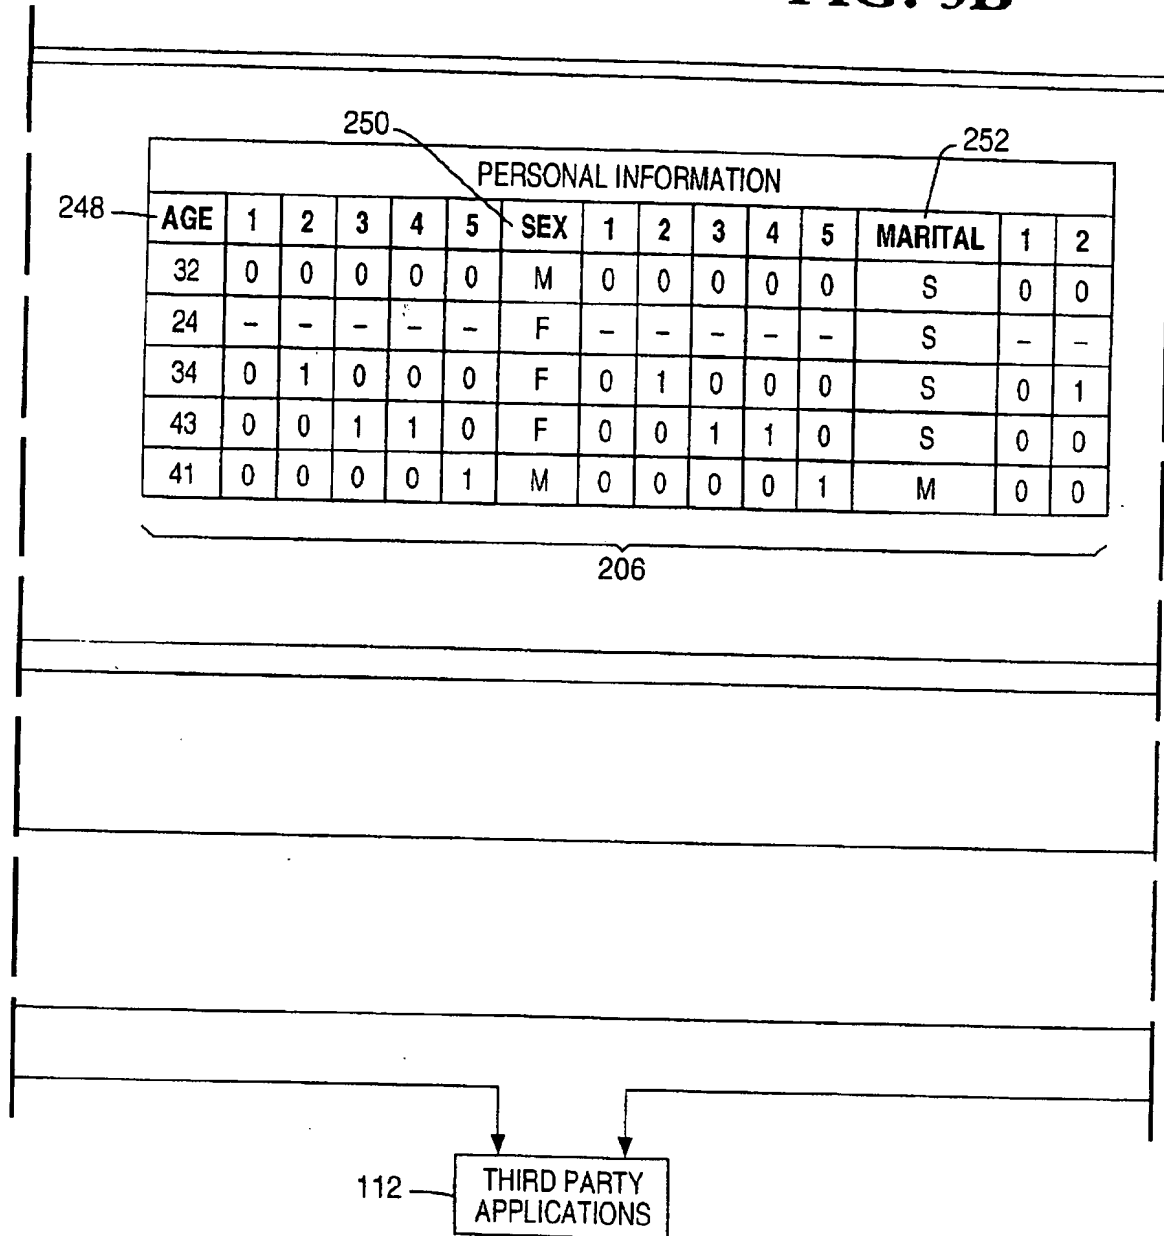 250
252
PERSONAL INFORMATION
248
AGE 1 2 3 4 5 SEX 1 2 3 4 5 MARITAL 1 2
32 0 0 0 0 0 M 0 0 0 0 0 S 0 0
24 – – – – – F – – – – – S – –
34 0 1 0 0 0 F 0 1 0 0 0 S 0 1
43 0 0 1 1 0 F 0 0 1 1 0 S 0 0
41 0 0 0 0 1 M 0 0 0 0 1 M 0 0
206
112
THIRD PARTY
APPLICATIONS